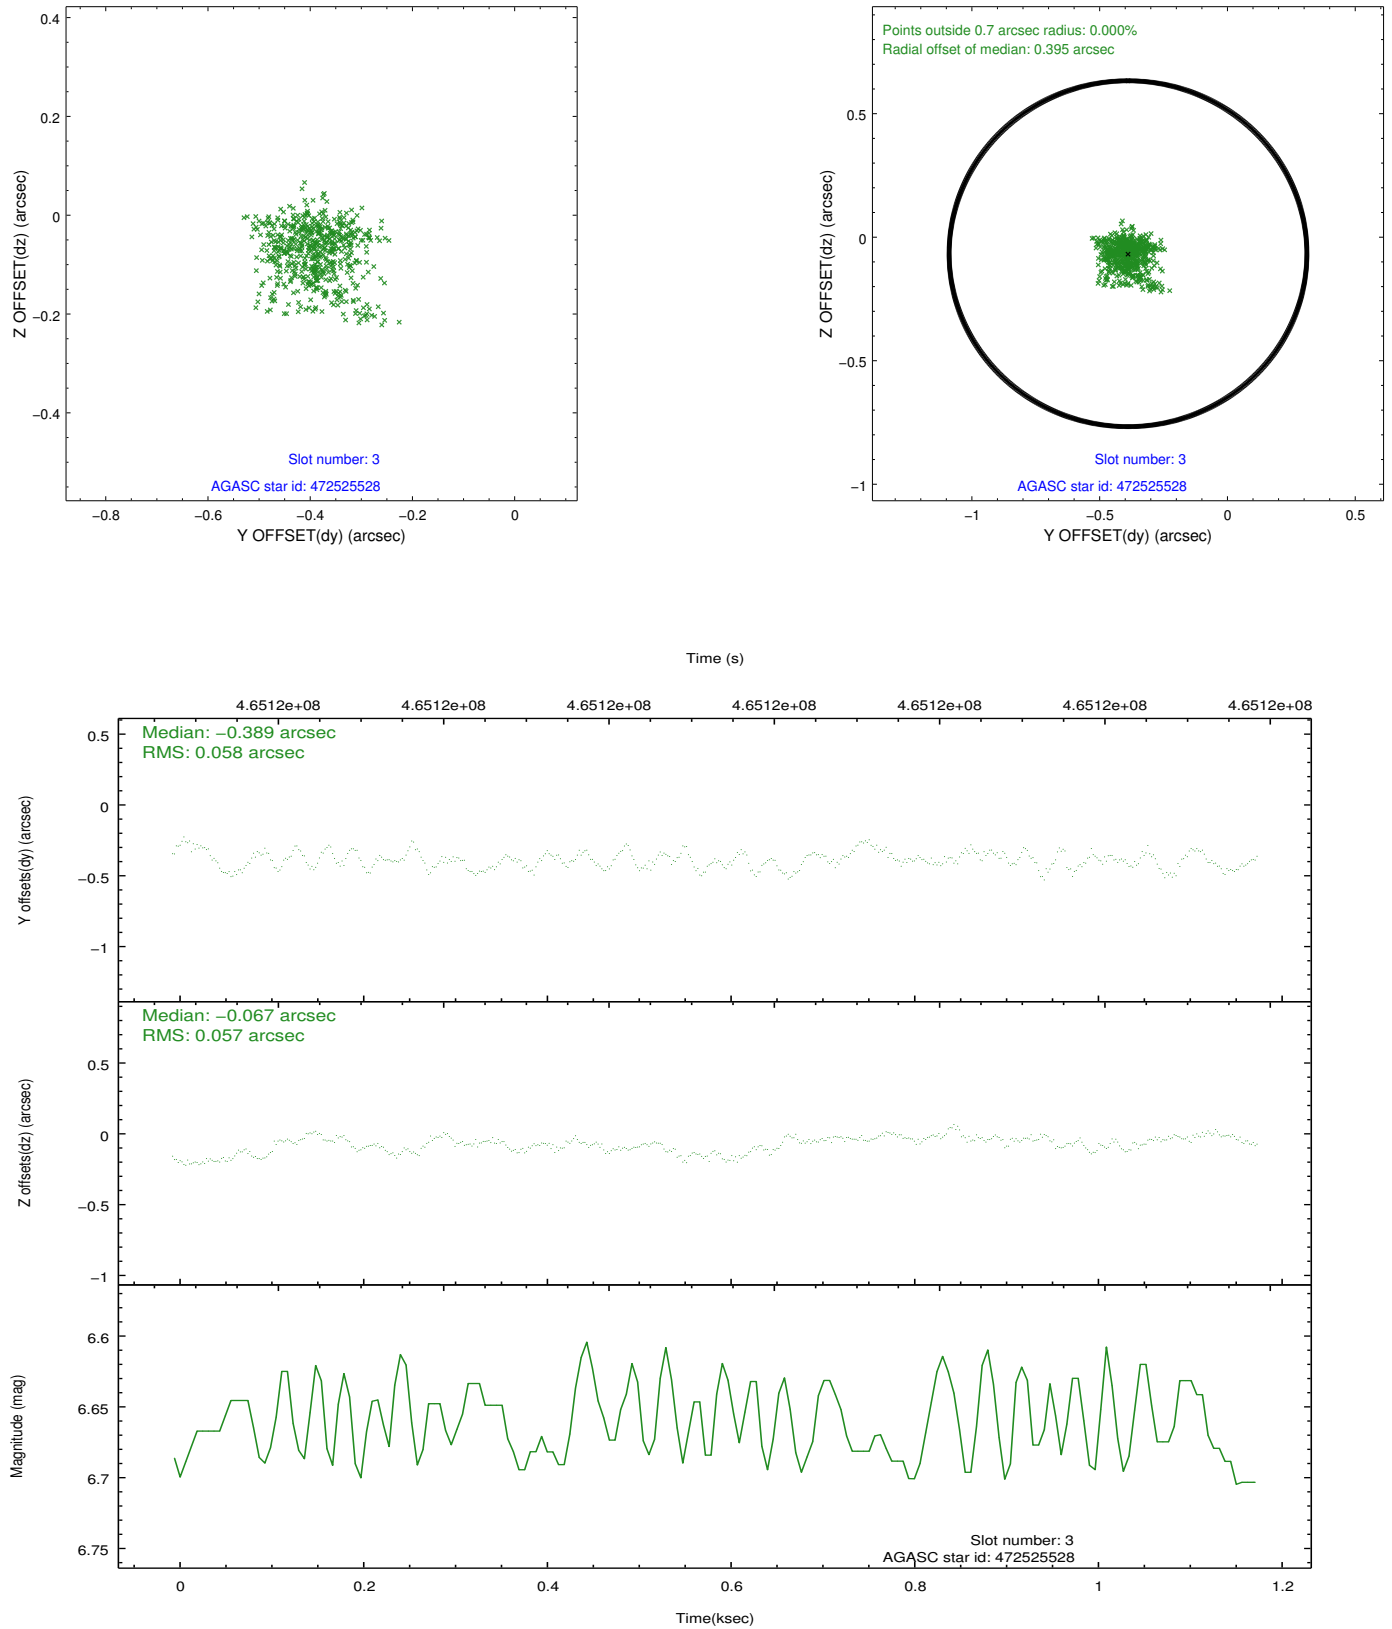 0.4
0.2
0
−0.2
−0.4
Z OFFSET(dz) (arcsec)
Slot number: 3
AGASC star id: 472525528
−0.8 −0.6 −0.4 −0.2 0
Y OFFSET(dy) (arcsec)
Points outside 0.7 arcsec radius: 0.000%
Radial offset of median: 0.395 arcsec
0.5
0
−0.5
−1
Z OFFSET(dz) (arcsec)
Slot number: 3
AGASC star id: 472525528
−1 −0.5 0 0.5
Y OFFSET(dy) (arcsec)
Time (s)
4.6512e+08 4.6512e+08 4.6512e+08 4.6512e+08 4.6512e+08 4.6512e+08 4.6512e+08
Median: −0.389 arcsec
RMS: 0.058 arcsec
0.5
0
−0.5
−1
Y offsets(dy) (arcsec)
Median: −0.067 arcsec
RMS: 0.057 arcsec
0.5
0
−0.5
−1
Z offsets(dz) (arcsec)
6.6
6.65
6.7
6.75
Magnitude (mag)
Slot number: 3
AGASC star id: 472525528
0 0.2 0.4 0.6 0.8 1 1.2
Time(ksec)